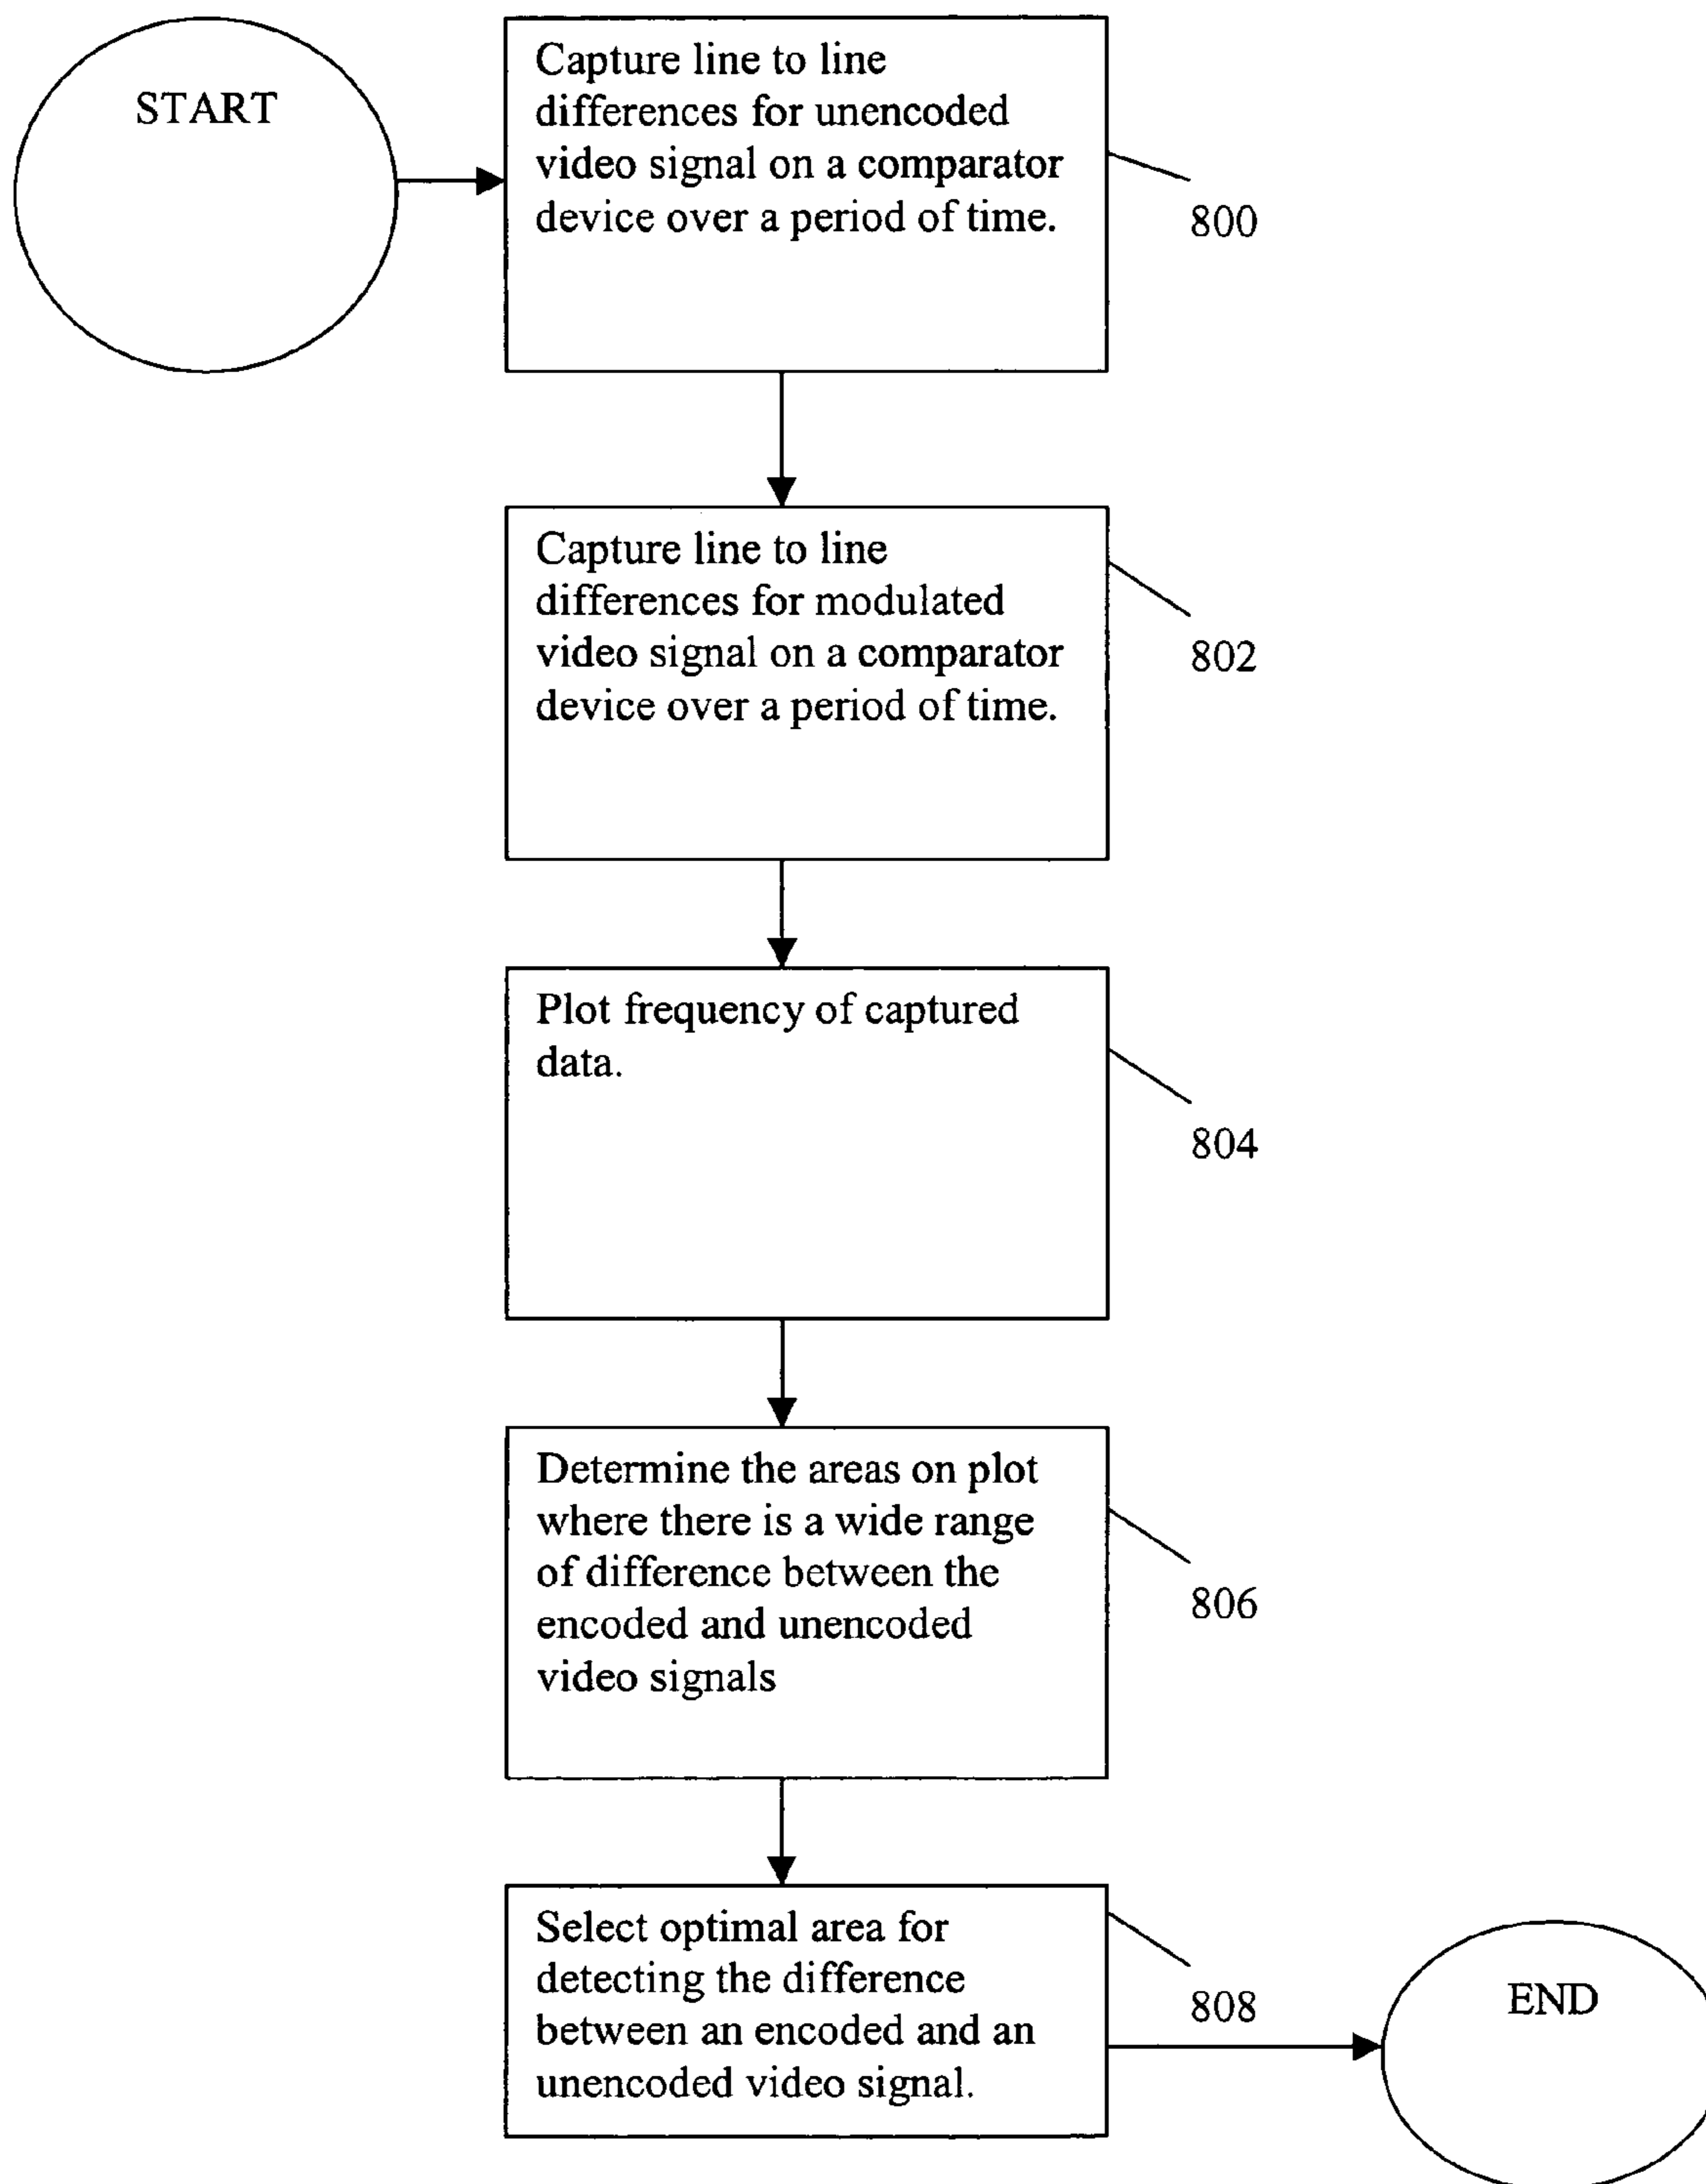 START
Capture line to line
differences for unencoded
video signal on a comparator
device over a period of time.
800
Capture line to line
differences for modulated
video signal on a comparator
device over a period of time.
802
Plot frequency of captured
data.
804
Determine the areas on plot
where there is a wide range
of difference between the
encoded and unencoded
video signals
806
Select optimal area for
detecting the difference
between an encoded and an
unencoded video signal.
808
END